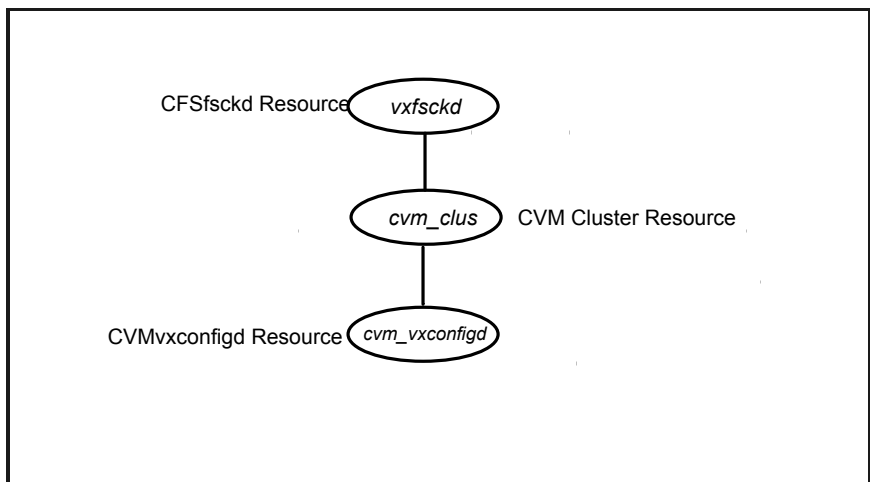 CFSfsckd Resource
vxfsckd
cvm_clus
CVM Cluster Resource
CVMvxconfigd Resource
cvm_vxconfigd